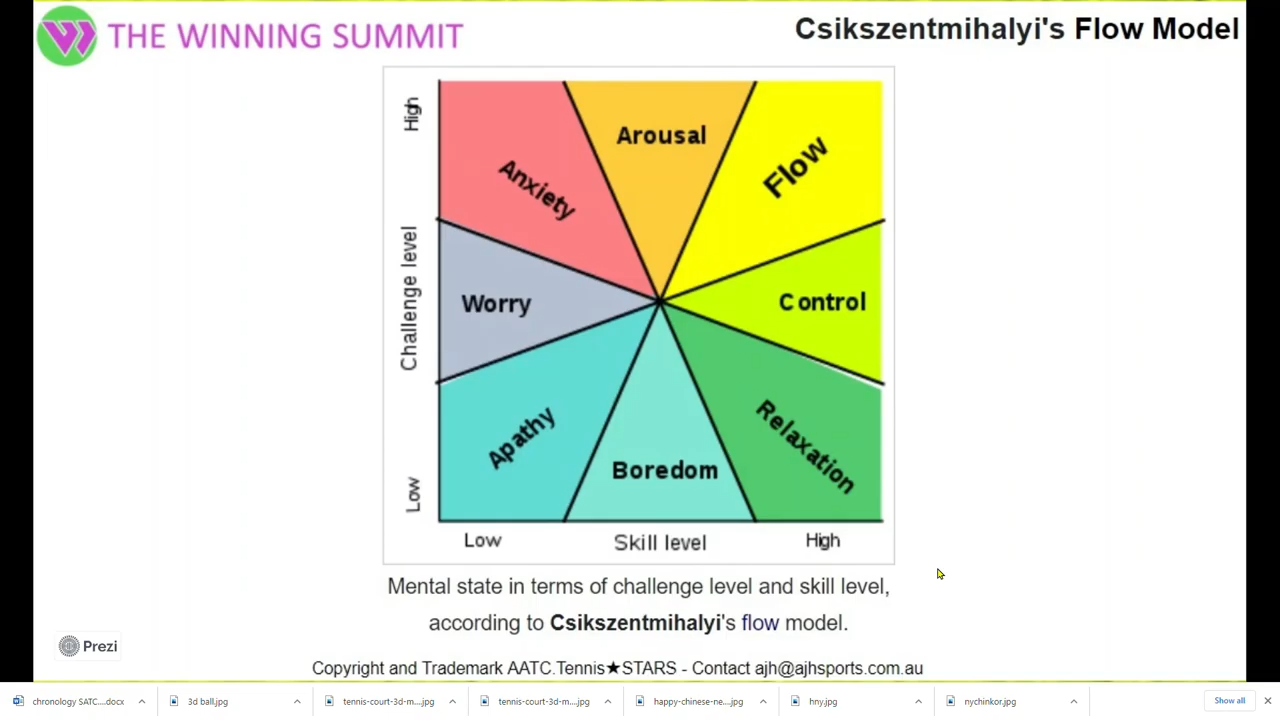 THE WINNING SUMMIT
Csikszentmihalyi's Flow Model
High
Arousal
Flow
Anxiety
Challenge level
Worry
Control
Apathy
Relaxation
Boredom
Low
Low
Skill level
High
Mental state in terms of challenge level and skill level,
according to Csikszentmihalyi's flow model.
Prezi
Copyright and Trademark AATC.Tennis★STARS - Contact ajh@ajhsports.com.au
chronology SATC....docx
3d ball.jpg
tennis-court-3d-m....jpg
tennis-court-3d-m....jpg
happy-chinese-ne....jpg
hny.jpg
nychinkor.jpg
Show all